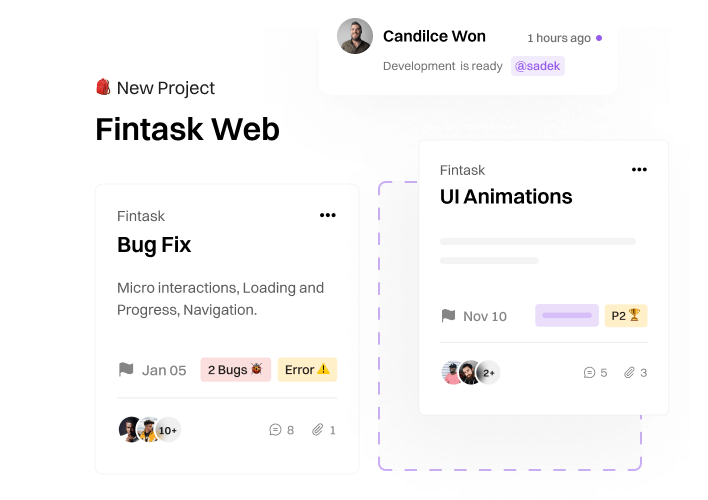 Candilce Won
1 hours ago
Development is ready @sadek
New Project
Fintask Web
Fintask
Bug Fix
Micro interactions, Loading and
Progress, Navigation.
Jan 05
2 Bugs
Error
10+
8
1
Fintask
UI Animations
Nov 10
P2
2+
5
3